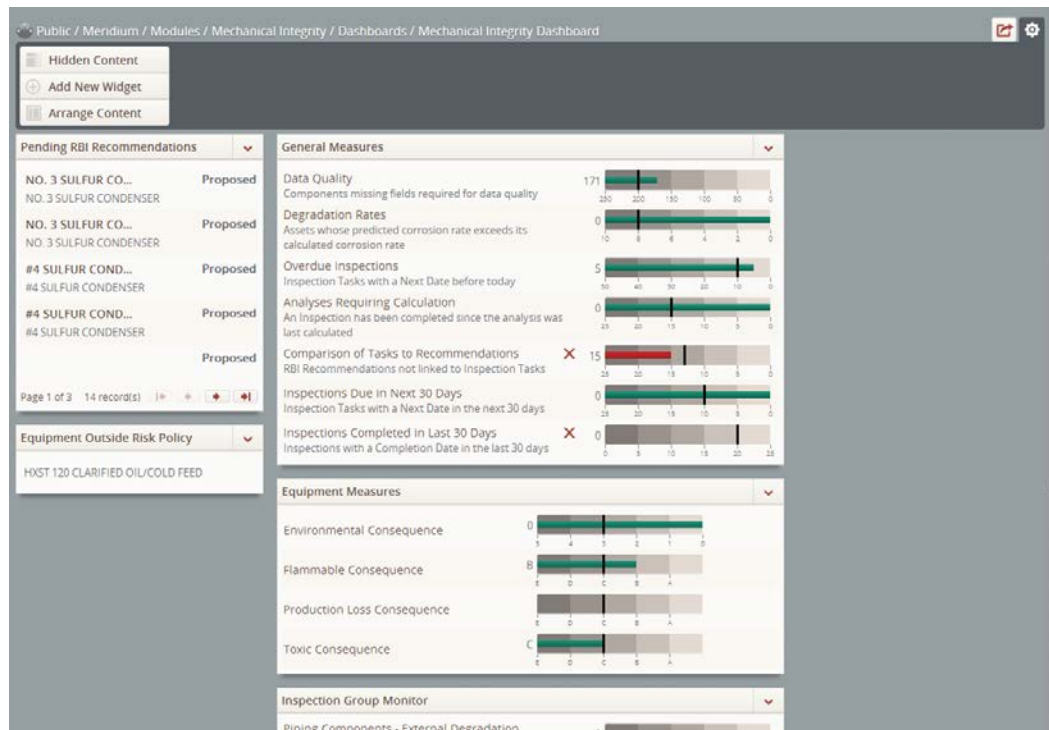 Public / Meridium / Modules / Mechanical Integrity / Dashboards / Mechanical Integrity Dashboard
Hidden Content
Add New Widget
Arrange Content
Pending RBI Recommendations
NO. 3 SULFUR CO... Proposed
NO. 3 SULFUR CONDENSER
NO. 3 SULFUR CO... Proposed
NO. 3 SULFUR CONDENSER
#4 SULFUR COND... Proposed
#4 SULFUR CONDENSER
#4 SULFUR COND... Proposed
#4 SULFUR CONDENSER
Proposed
Page 1 of 3 14 record(s)
Equipment Outside Risk Policy
HXST 120 CLARIFIED OIL/COLD FEED
General Measures
Data Quality 171
Components missing fields required for data quality
250 200 150 100 50 0
Degradation Rates 0
Assets whose predicted corrosion rate exceeds its
calculated corrosion rate
10 8 6 4 2 0
Overdue Inspections 5
Inspection Tasks with a Next Date before today
50 40 30 20 10 0
Analyses Requiring Calculation 0
An Inspection has been completed since the analysis was
last calculated
25 20 15 10 5 0
Comparison of Tasks to Recommendations 15
RBI Recommendations not linked to Inspection Tasks
25 20 15 10 5 0
Inspections Due in Next 30 Days 0
Inspection Tasks with a Next Date in the next 30 days
25 20 15 10 5 0
Inspections Completed in Last 30 Days 0
Inspections with a Completion Date in the last 30 days
0 5 10 15 20 25
Equipment Measures
Environmental Consequence 0
5 4 3 2 1 0
Flammable Consequence B
E D C B A
Production Loss Consequence
E D C B A
Toxic Consequence C
E D C B A
Inspection Group Monitor
Piping Components - External Degradation